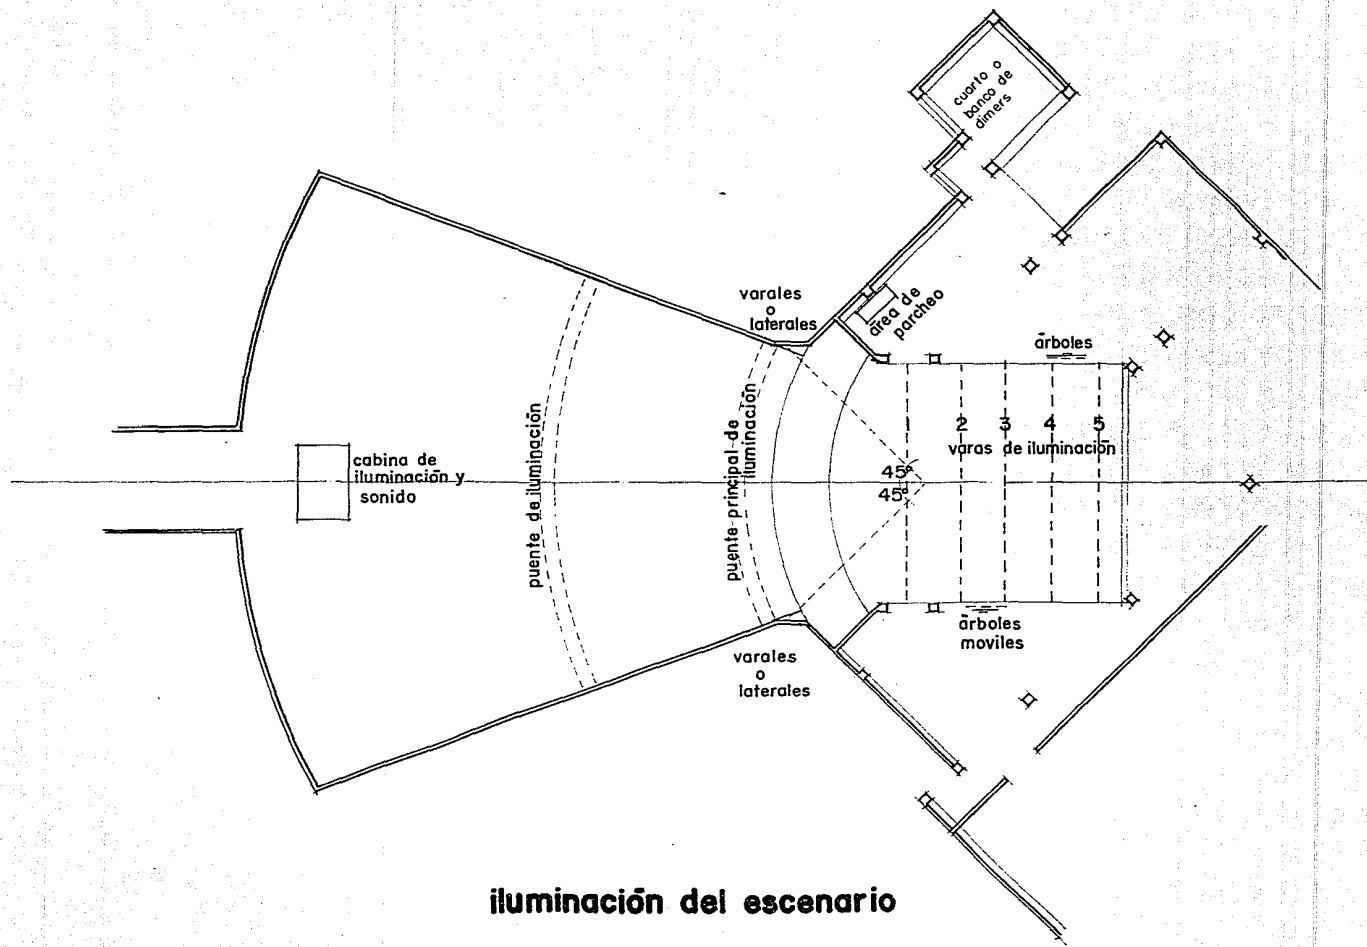 cuarto o
banco de
dimers
varales
o
laterales
área de
parcheo
árboles
1 2 3 4 5
varas de iluminación
45°
45°
puente principal de
iluminación
puente de iluminación
cabina de
iluminación y
sonido
árboles
moviles
varales
o
laterales
iluminación del escenario